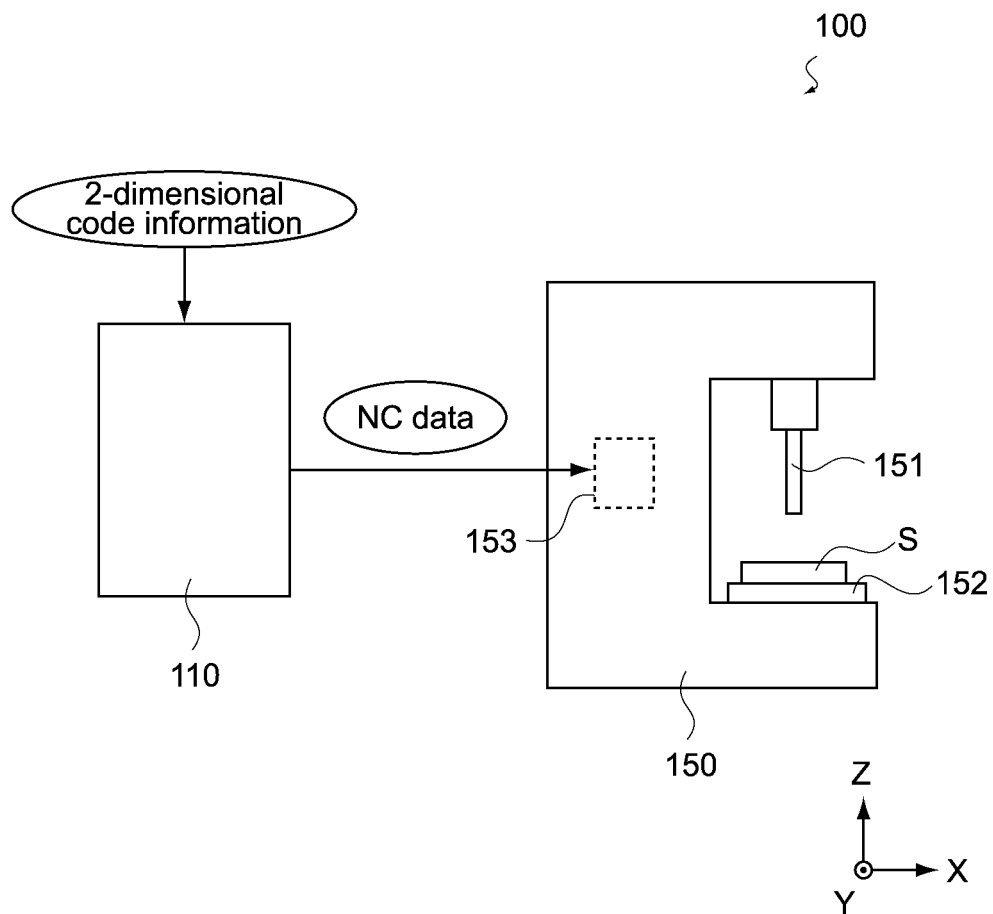 100
2-dimensional
code information
NC data
151
153
S
152
110
150
Z
X
Y